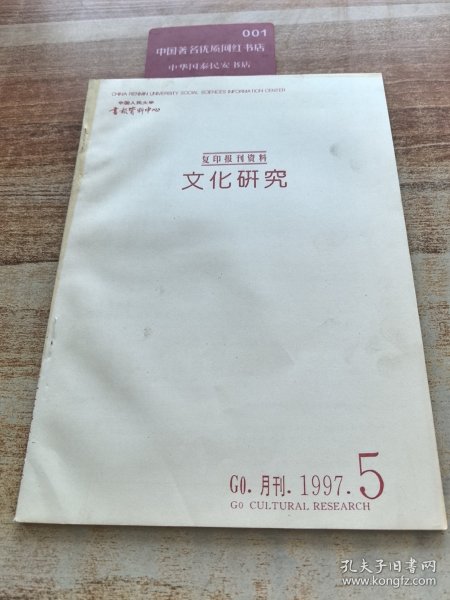 001
中国著名优质网红书店
中华国泰民安书店
CHINA RENMIN UNIVERSITY SOCIAL SCIENCES INFORMATION CENTER
中国人民大学
书报资料中心
复印报刊资料
文化研究
G0.月刊.1997.5
G0 CULTURAL RESEARCH
孔夫子旧书网
www.kongfz.com